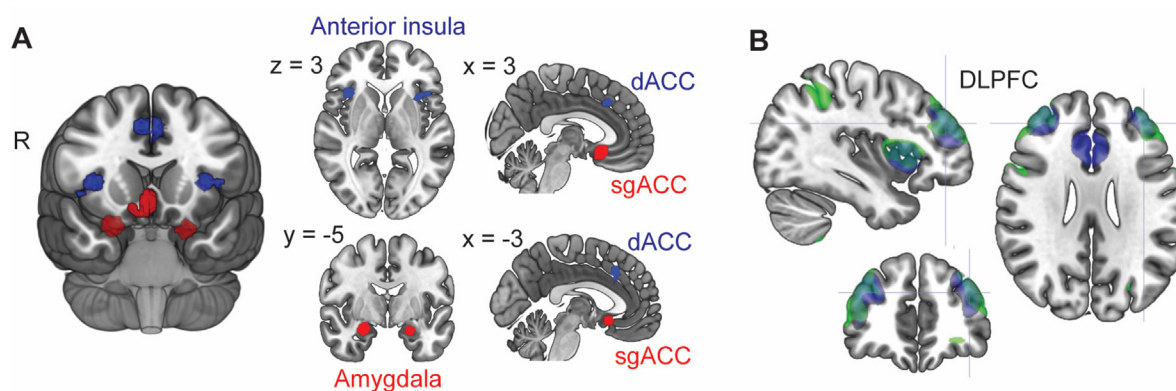 A
Anterior insula
z = 3
x = 3
dACC
R
sgACC
y = -5
x = -3
dACC
sgACC
Amygdala
B
DLPFC